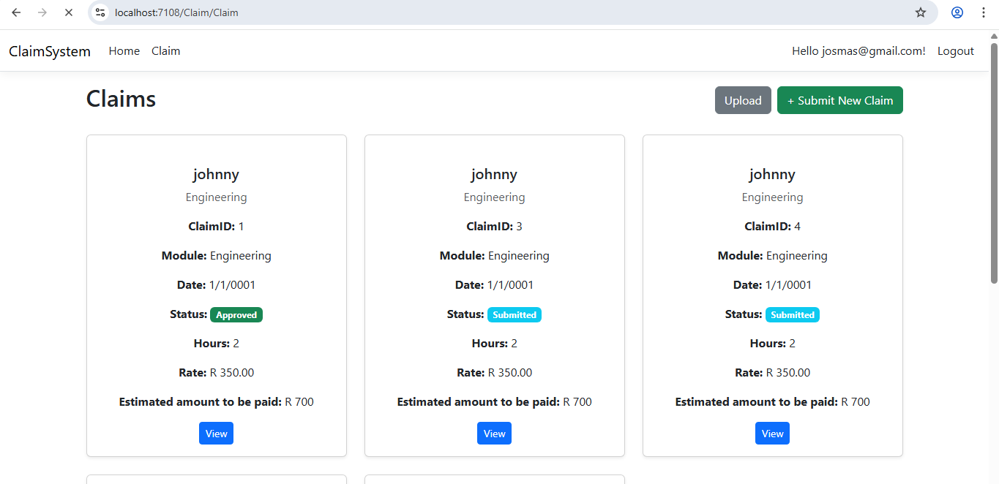 localhost:7108/Claim/Claim
ClaimSystem Home Claim Hello josmas@gmail.com! Logout
Claims Upload + Submit New Claim
johnny
Engineering
ClaimID: 1
Module: Engineering
Date: 1/1/0001
Status: Approved
Hours: 2
Rate: R 350.00
Estimated amount to be paid: R 700
View
johnny
Engineering
ClaimID: 3
Module: Engineering
Date: 1/1/0001
Status: Submitted
Hours: 2
Rate: R 350.00
Estimated amount to be paid: R 700
View
johnny
Engineering
ClaimID: 4
Module: Engineering
Date: 1/1/0001
Status: Submitted
Hours: 2
Rate: R 350.00
Estimated amount to be paid: R 700
View